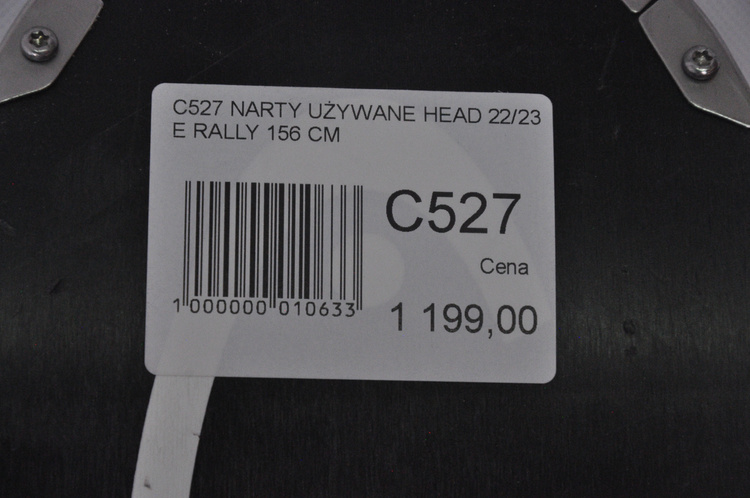 C527 NARTY UŻYWANE HEAD 22/23
E RALLY 156 CM
C527
Cena
1 199,00
1 000000 010633